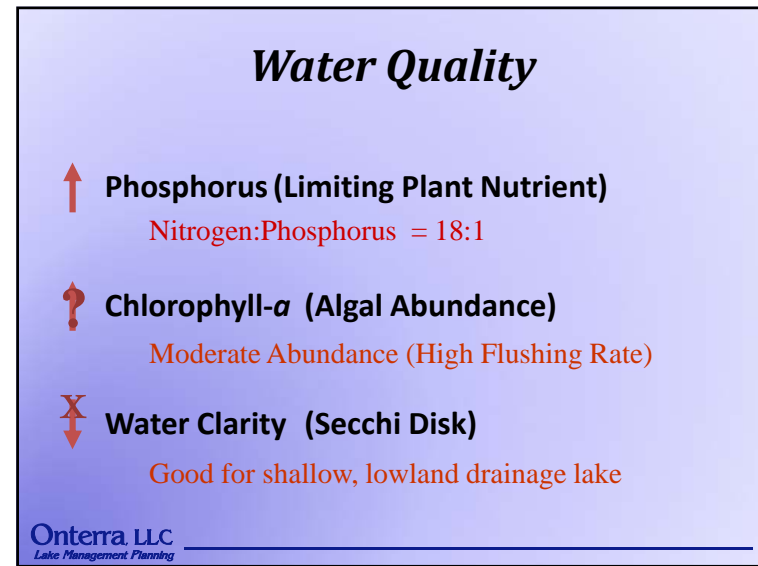 Water Quality
Phosphorus (Limiting Plant Nutrient)
Nitrogen:Phosphorus = 18:1
?
Chlorophyll-a (Algal Abundance)
Moderate Abundance (High Flushing Rate)
X
Water Clarity (Secchi Disk)
Good for shallow, lowland drainage lake
Onterra, LLC
Lake Management Planning